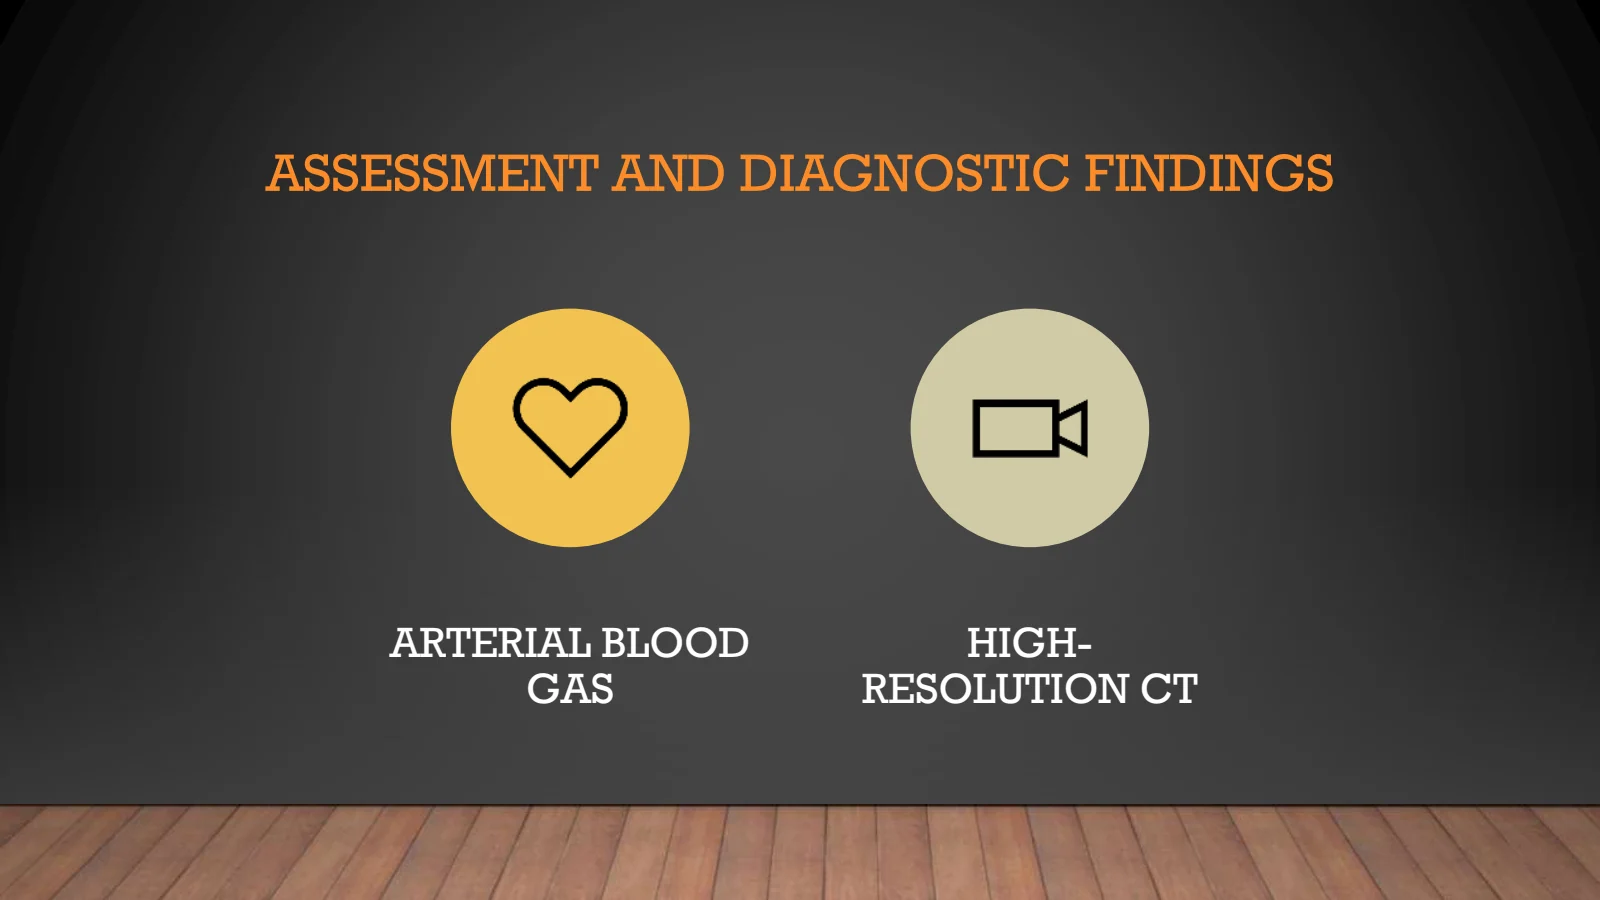 ASSESSMENT AND DIAGNOSTIC FINDINGS
ARTERIAL BLOOD
GAS
HIGH-
RESOLUTION CT